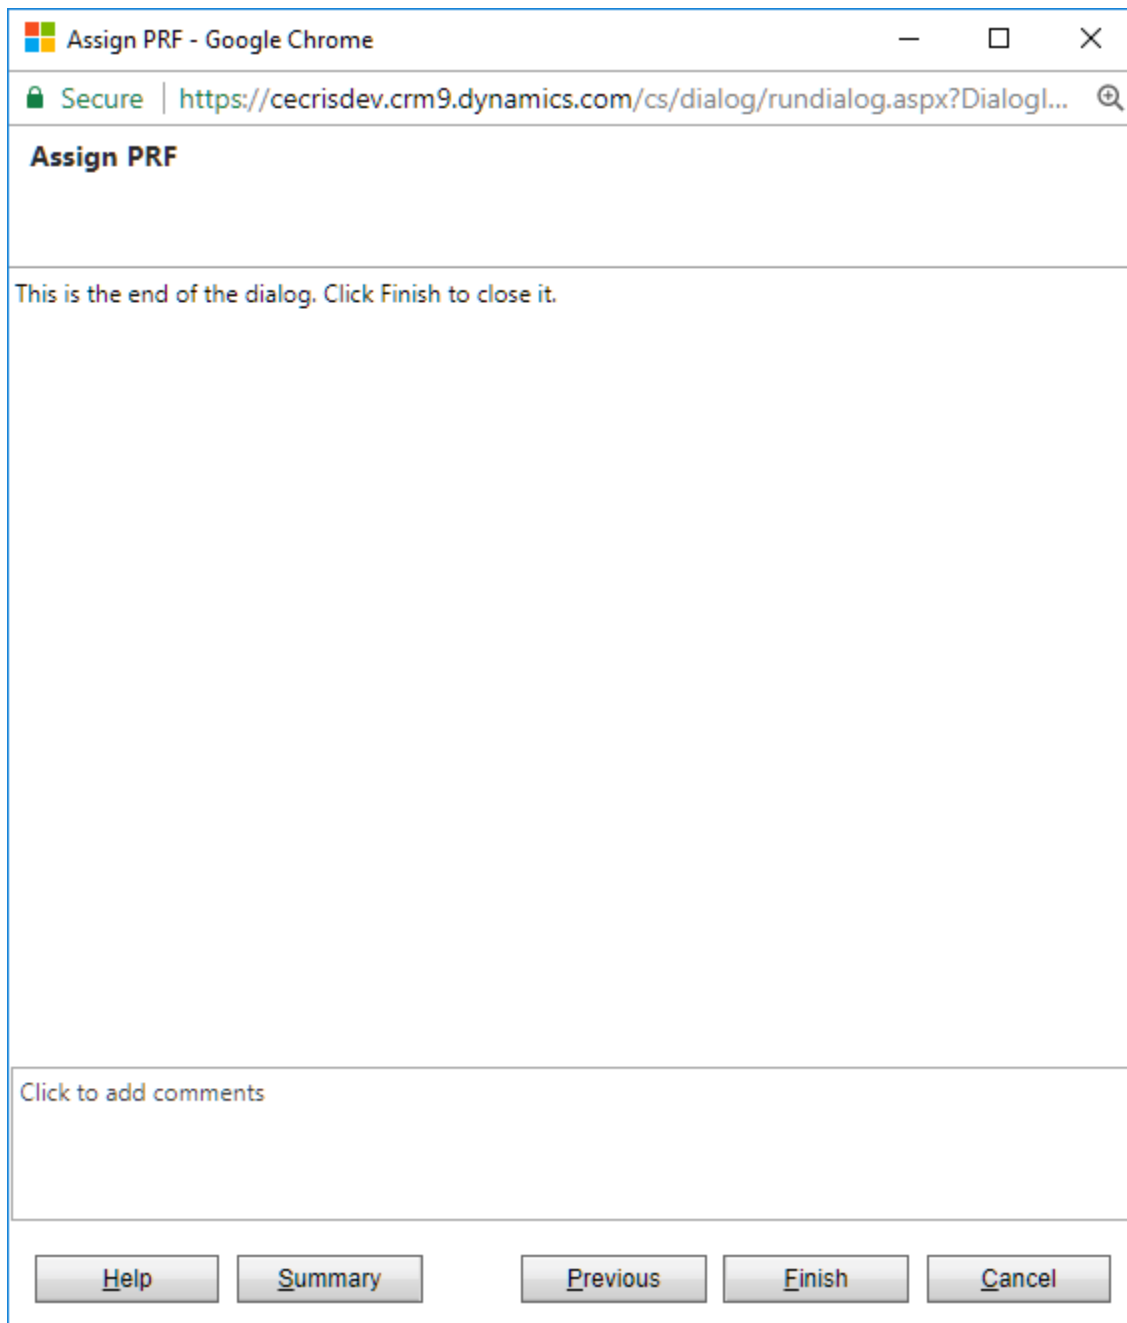 Assign PRF - Google Chrome
Secure https://cecrisdev.crm9.dynamics.com/cs/dialog/rundialog.aspx?DialogI...
Assign PRF
This is the end of the dialog. Click Finish to close it.
Click to add comments
Help Summary Previous Finish Cancel